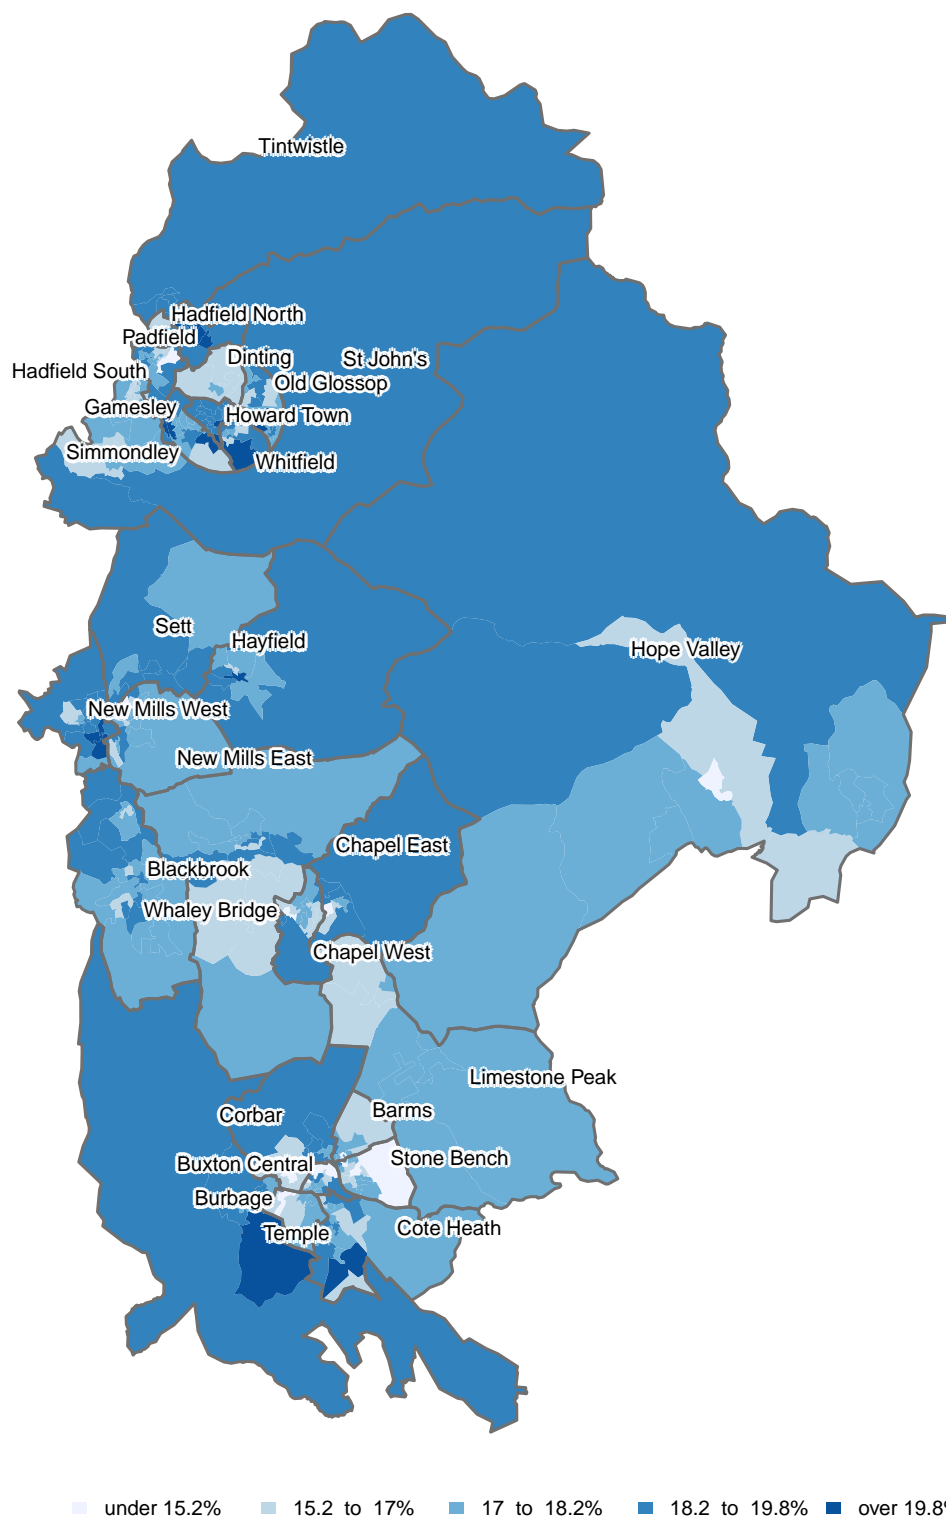 Tintwistle
Hadfield North
Padfield
Dinting
St John's
Hadfield South
Old Glossop
Gamesley
Howard Town
Simmondley
Whitfield
Sett
Hayfield
Hope Valley
New Mills West
New Mills East
Chapel East
Blackbrook
Whaley Bridge
Chapel West
Limestone Peak
Corbar
Barms
Buxton Central
Stone Bench
Burbage
Temple
Cote Heath
under 15.2% 15.2 to 17% 17 to 18.2% 18.2 to 19.8% over 19.8%